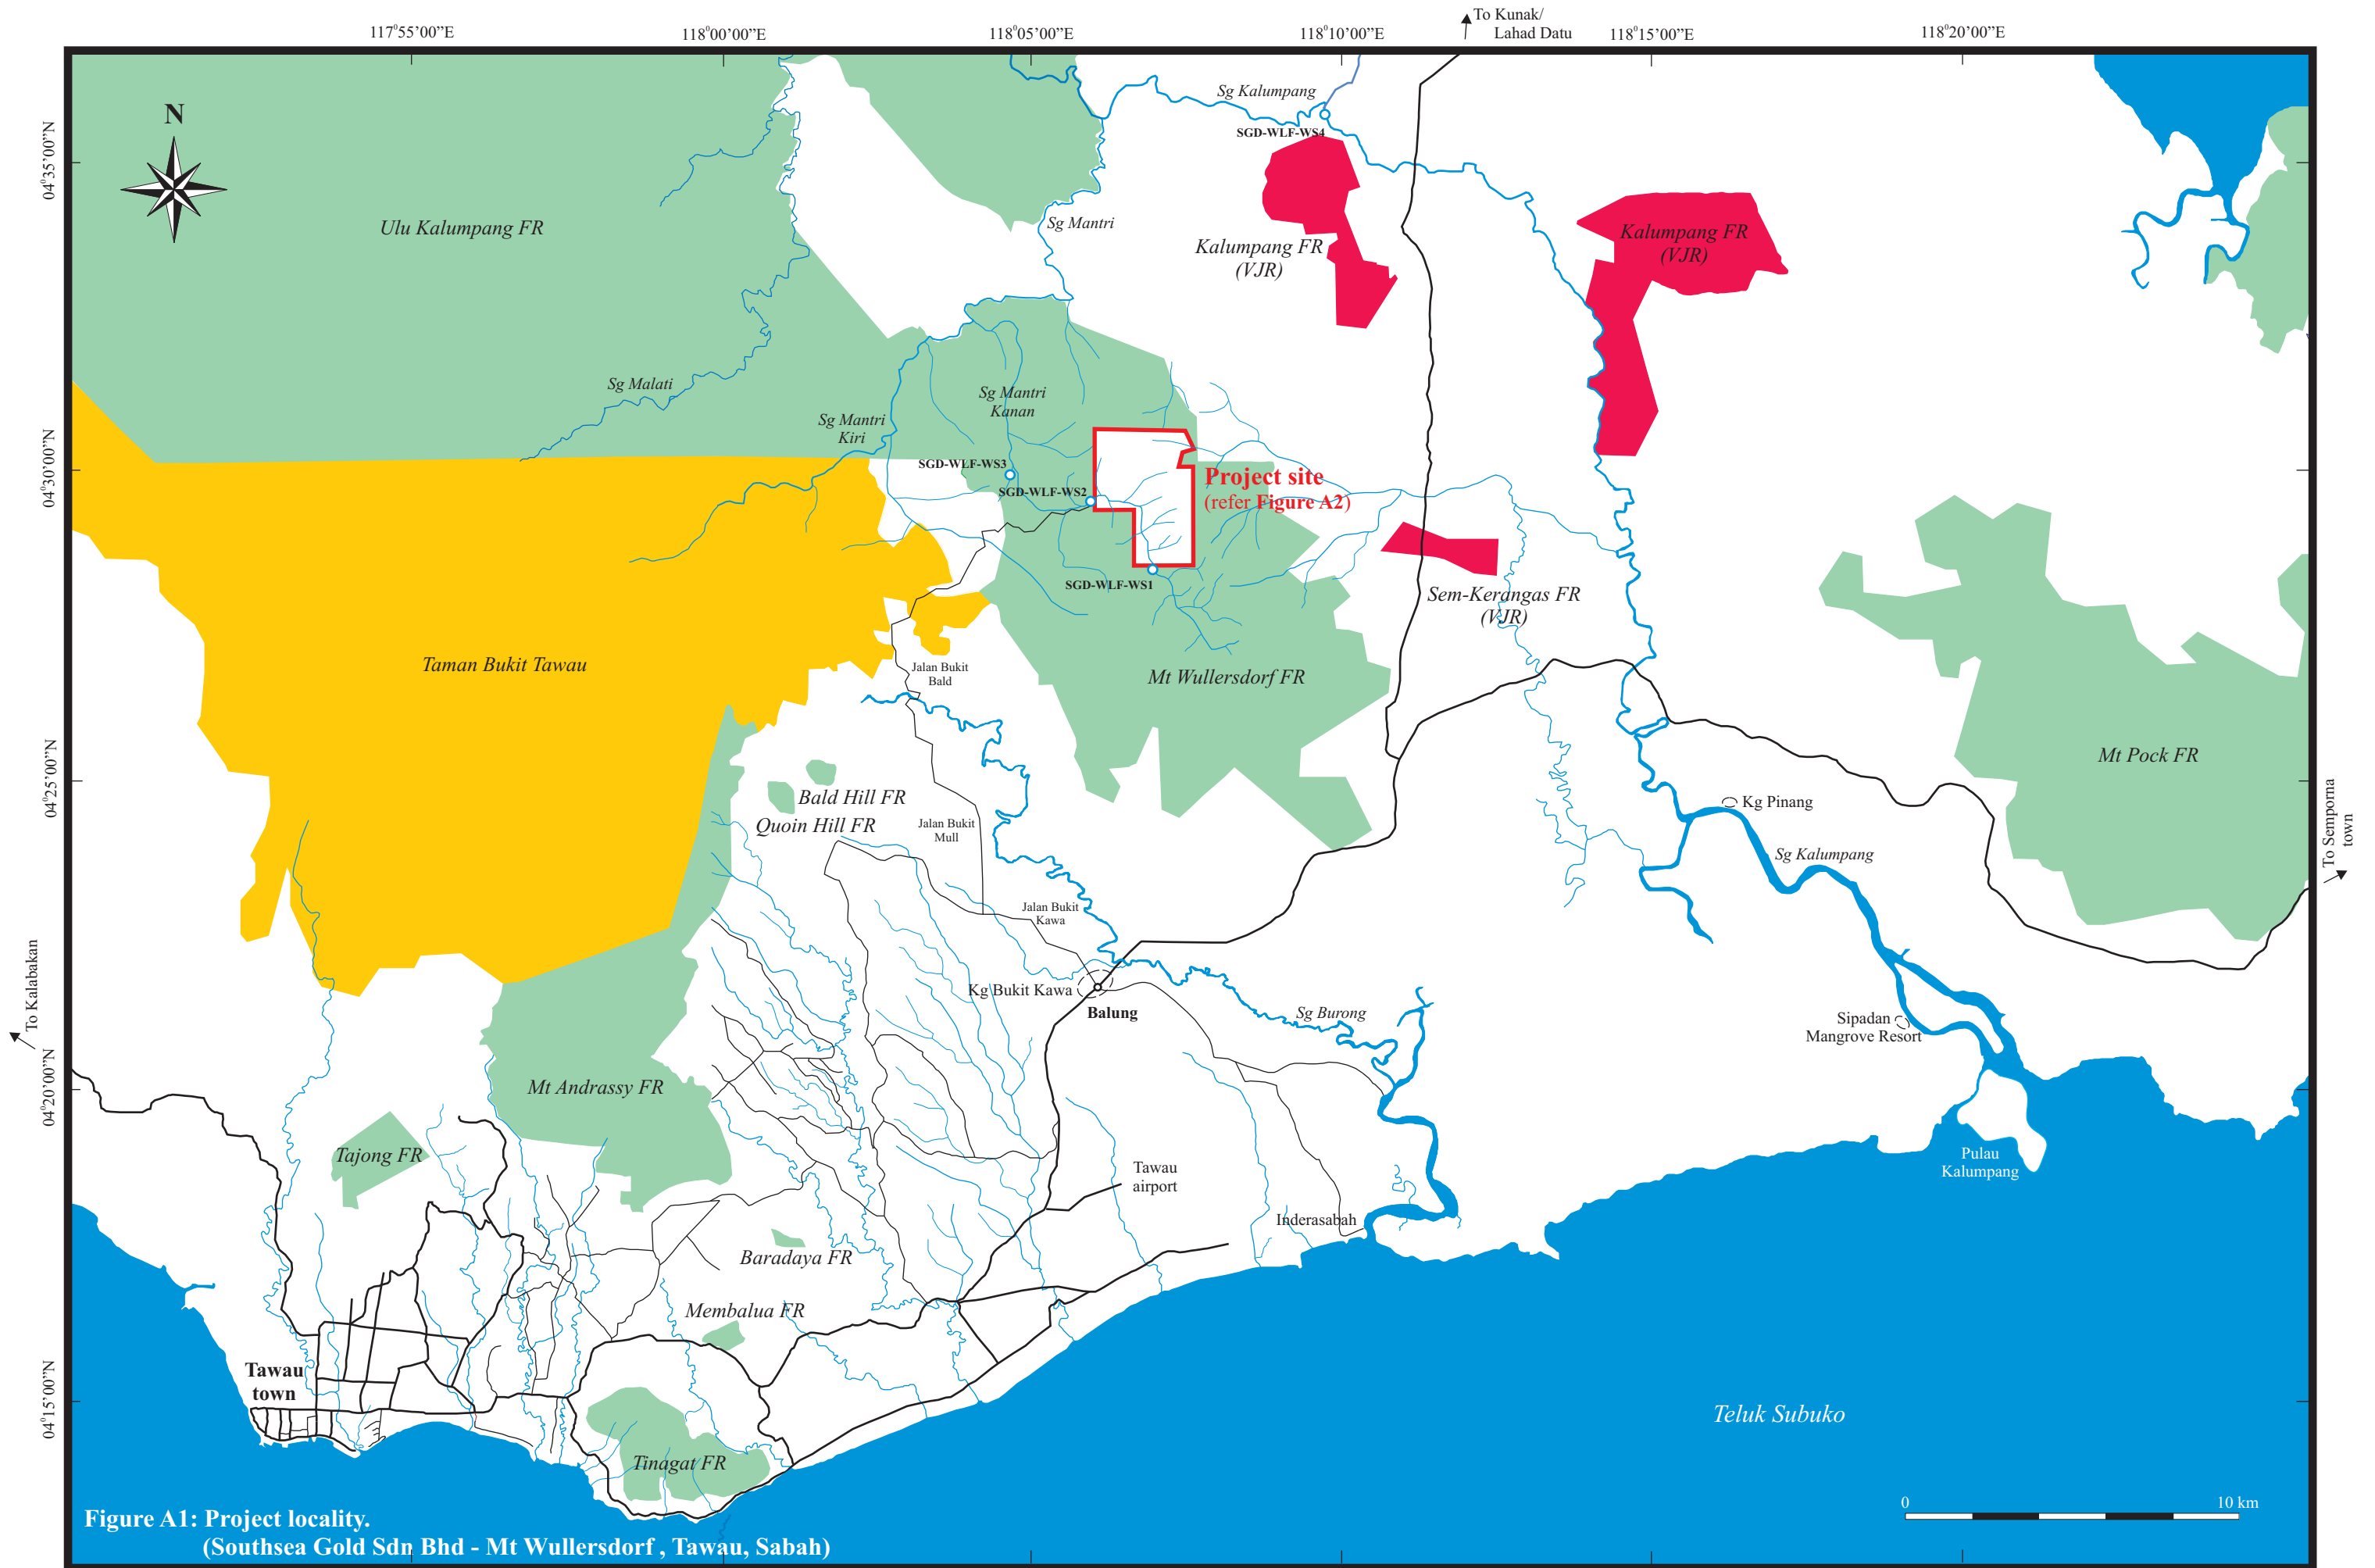 To Kunak/
Lahad Datu
117°55'00"E
118°00'00"E
118°05'00"E
118°10'00"E
118°15'00"E
118°20'00"E
N
04°35'00"N
04°30'00"N
04°25'00"N
04°20'00"N
04°15'00"N
Sg Kalumpang
SGD-WLF-WS4
Ulu Kalumpang FR
Sg Mantri
Kalumpang FR
(VJR)
Kalumpang FR
(VJR)
Sg Malati
Sg Mantri
Kanan
Sg Mantri
Kiri
SGD-WLF-WS3
SGD-WLF-WS2
Project site
(refer Figure A2)
SGD-WLF-WS1
Sem-Kerangas FR
(VJR)
Taman Bukit Tawau
Jalan Bukit
Bald
Mt Wullersdorf FR
Mt Pock FR
Bald Hill FR
Quoin Hill FR
Jalan Bukit
Mull
Kg Pinang
Sg Kalumpang
To Semporna
town
Jalan Bukit
Kawa
To Kalabakan
Kg Bukit Kawa
Balung
Sg Burong
Sipadan
Mangrove Resort
Mt Andrassy FR
Tajong FR
Tawau
airport
Pulau
Kalumpang
Inderasabah
Baradaya FR
Membalua FR
Tawau
town
Teluk Subuko
Tinagat FR
0
10 km
Figure A1: Project locality.
(Southsea Gold Sdn Bhd - Mt Wullersdorf , Tawau, Sabah)